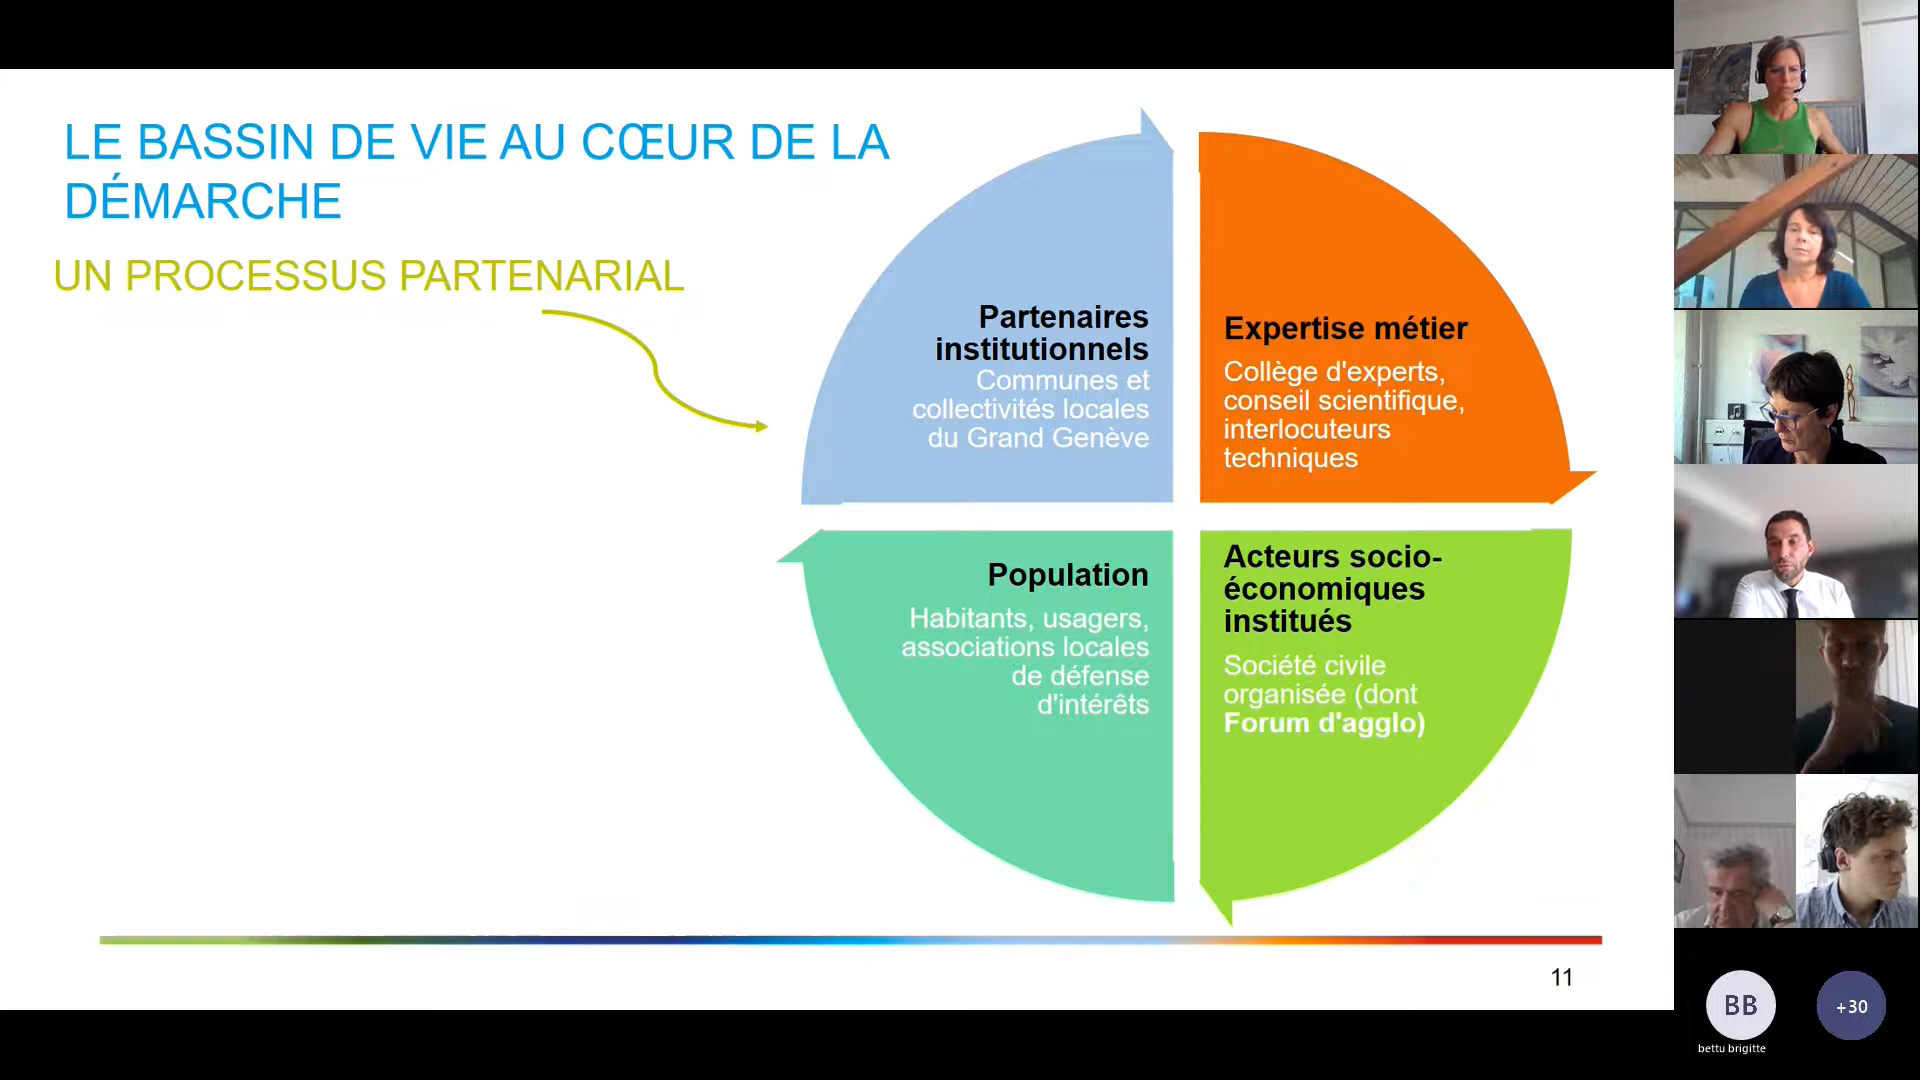 LE BASSIN DE VIE AU CŒUR DE LA
DÉMARCHE
UN PROCESSUS PARTENARIAL
Partenaires
institutionnels
Communes et
collectivités locales
du Grand Genève
Expertise métier
Collège d'experts,
conseil scientifique,
interlocuteurs
techniques
Population
Habitants, usagers,
associations locales
de défense
d'intérêts
Acteurs socio-
économiques
institués
Société civile
organisée (dont
Forum d'agglo)
11
BB
+30
bettu brigitte